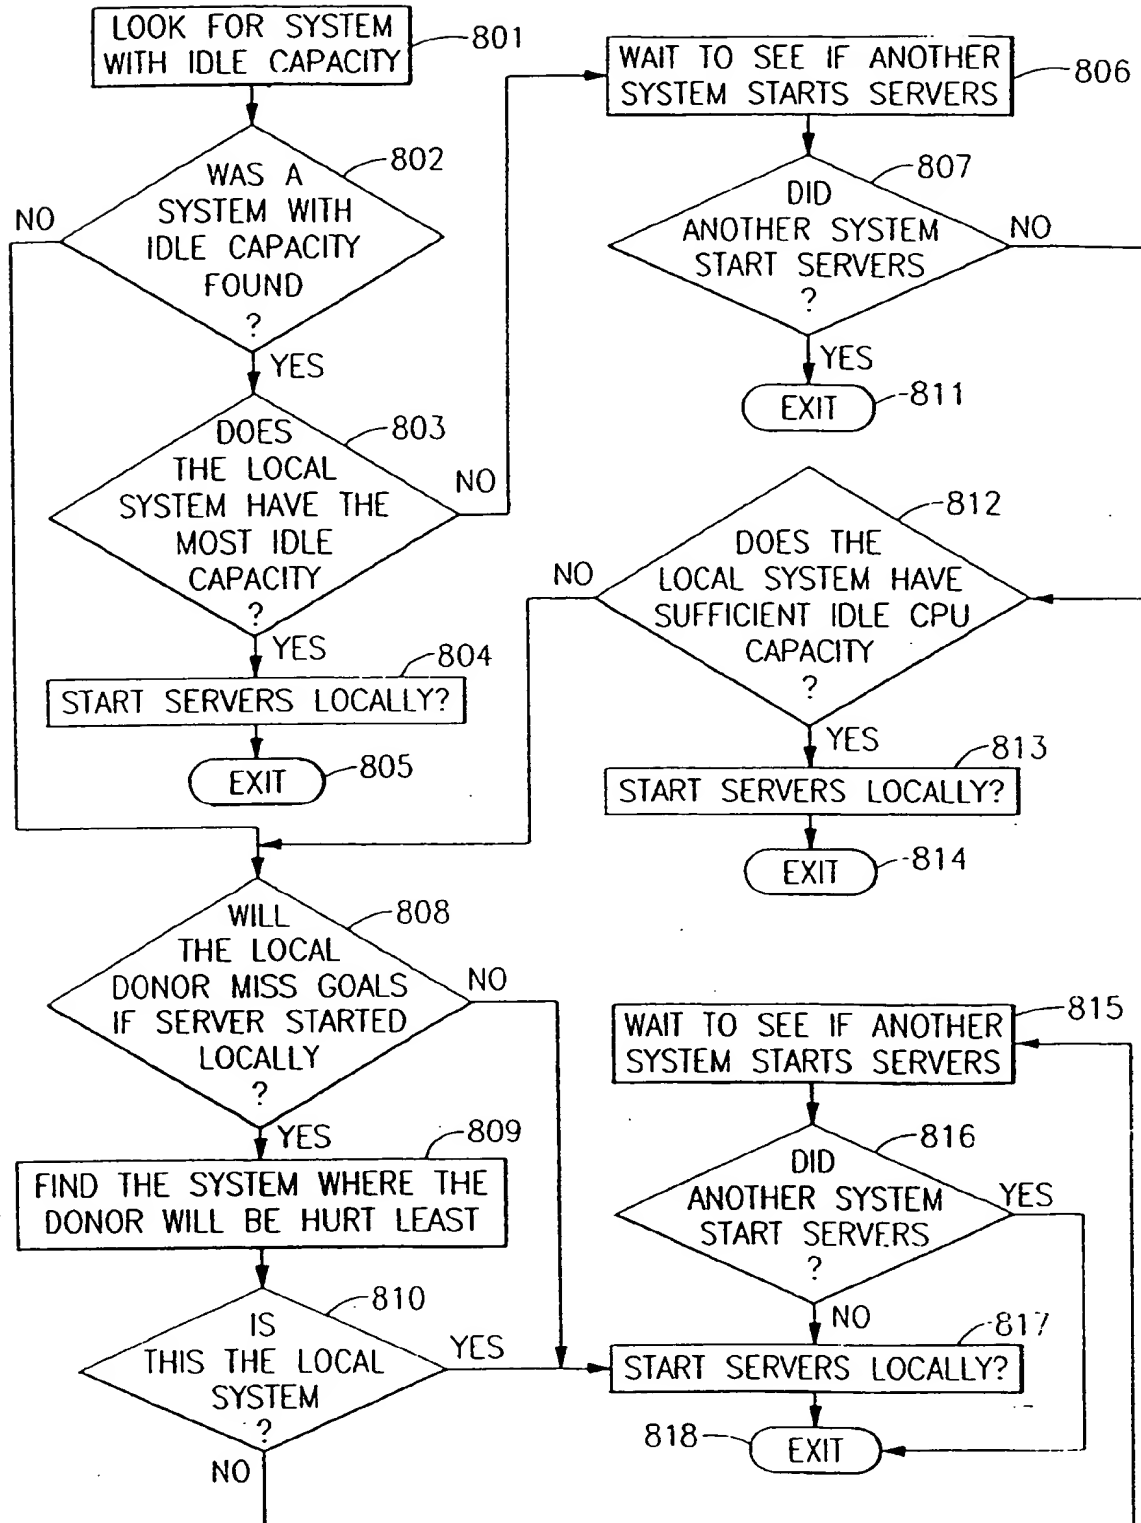 LOOK FOR SYSTEM
WITH IDLE CAPACITY
801
WAS A
SYSTEM WITH
IDLE CAPACITY
FOUND
?
802
NO
YES
DOES
THE LOCAL
SYSTEM HAVE THE
MOST IDLE
CAPACITY
?
803
NO
YES
START SERVERS LOCALLY?
804
EXIT
805
WAIT TO SEE IF ANOTHER
SYSTEM STARTS SERVERS
806
DID
ANOTHER SYSTEM
START SERVERS
?
807
NO
YES
EXIT
811
DOES THE
LOCAL SYSTEM HAVE
SUFFICIENT IDLE CPU
CAPACITY
?
812
NO
YES
START SERVERS LOCALLY?
813
EXIT
814
WILL
THE LOCAL
DONOR MISS GOALS
IF SERVER STARTED
LOCALLY
?
808
NO
YES
FIND THE SYSTEM WHERE THE
DONOR WILL BE HURT LEAST
809
IS
THIS THE LOCAL
SYSTEM
?
810
YES
NO
WAIT TO SEE IF ANOTHER
SYSTEM STARTS SERVERS
815
DID
ANOTHER SYSTEM
START SERVERS
?
816
YES
NO
START SERVERS LOCALLY?
817
EXIT
818